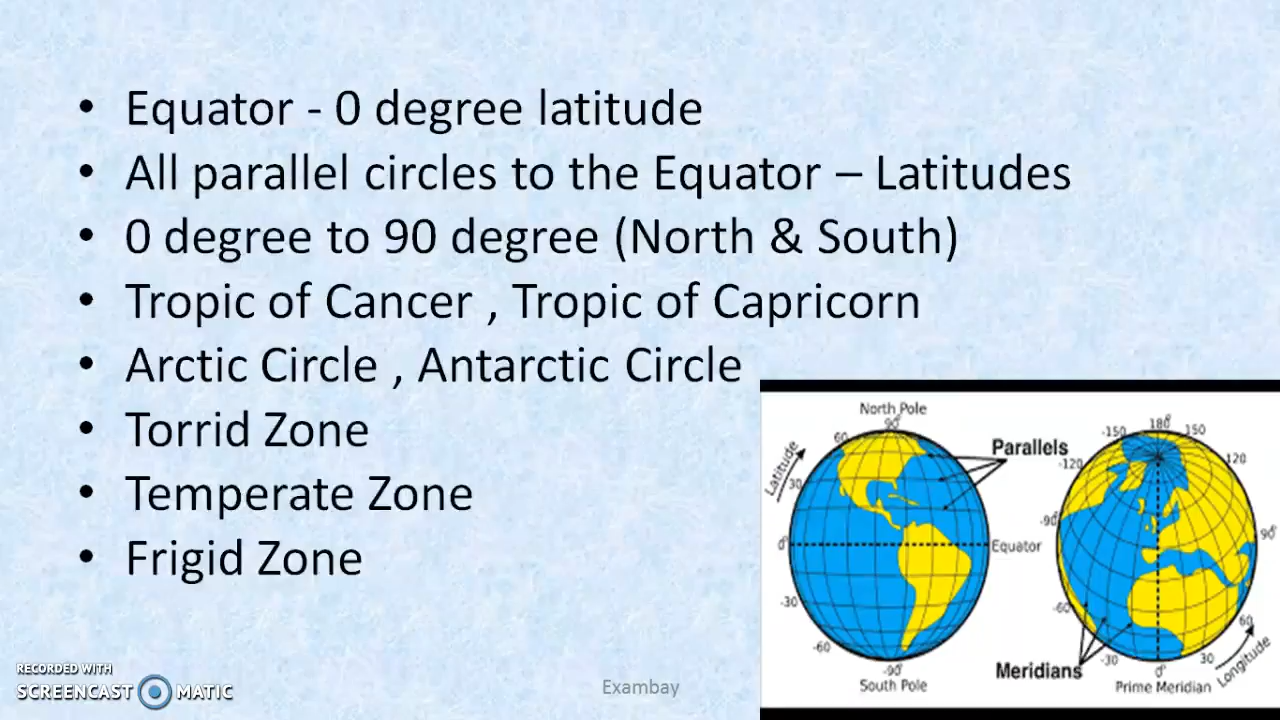 • Equator - 0 degree latitude
• All parallel circles to the Equator – Latitudes
• 0 degree to 90 degree (North & South)
• Tropic of Cancer , Tropic of Capricorn
• Arctic Circle , Antarctic Circle
• Torrid Zone
• Temperate Zone
• Frigid Zone
North Pole
90°
60
Latitude
30
0°
Equator
-30
-60
-90°
South Pole
Parallels
180°
-150
150
-120
120
-90°
90°
-60
60
Meridians
-30
0°
30
Longitude
Prime Meridian
RECORDED WITH
SCREENCAST MATIC
Exambay